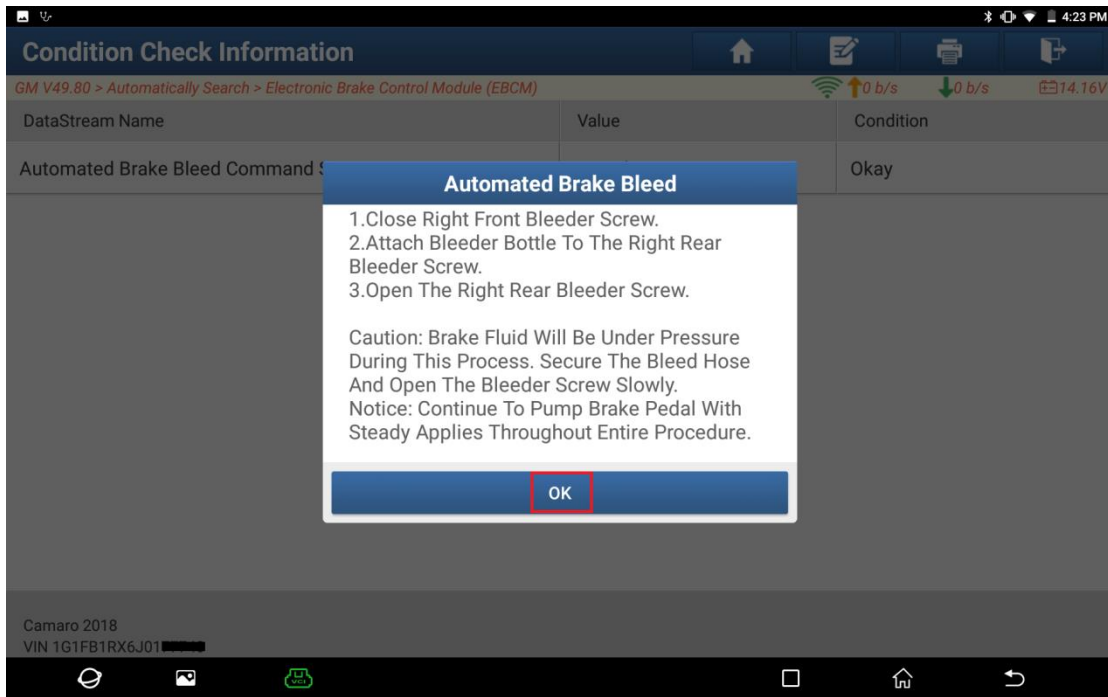 4:23 PM
Condition Check Information
GM V49.80 > Automatically Search > Electronic Brake Control Module (EBCM)
0 b/s
0 b/s
14.16V
DataStream Name Value Condition
Automated Brake Bleed Command Okay
Automated Brake Bleed
1.Close Right Front Bleeder Screw.
2.Attach Bleeder Bottle To The Right Rear
Bleeder Screw.
3.Open The Right Rear Bleeder Screw.
Caution: Brake Fluid Will Be Under Pressure
During This Process. Secure The Bleed Hose
And Open The Bleeder Screw Slowly.
Notice: Continue To Pump Brake Pedal With
Steady Applies Throughout Entire Procedure.
OK
Camaro 2018
VIN 1G1FB1RX6J01
VCI